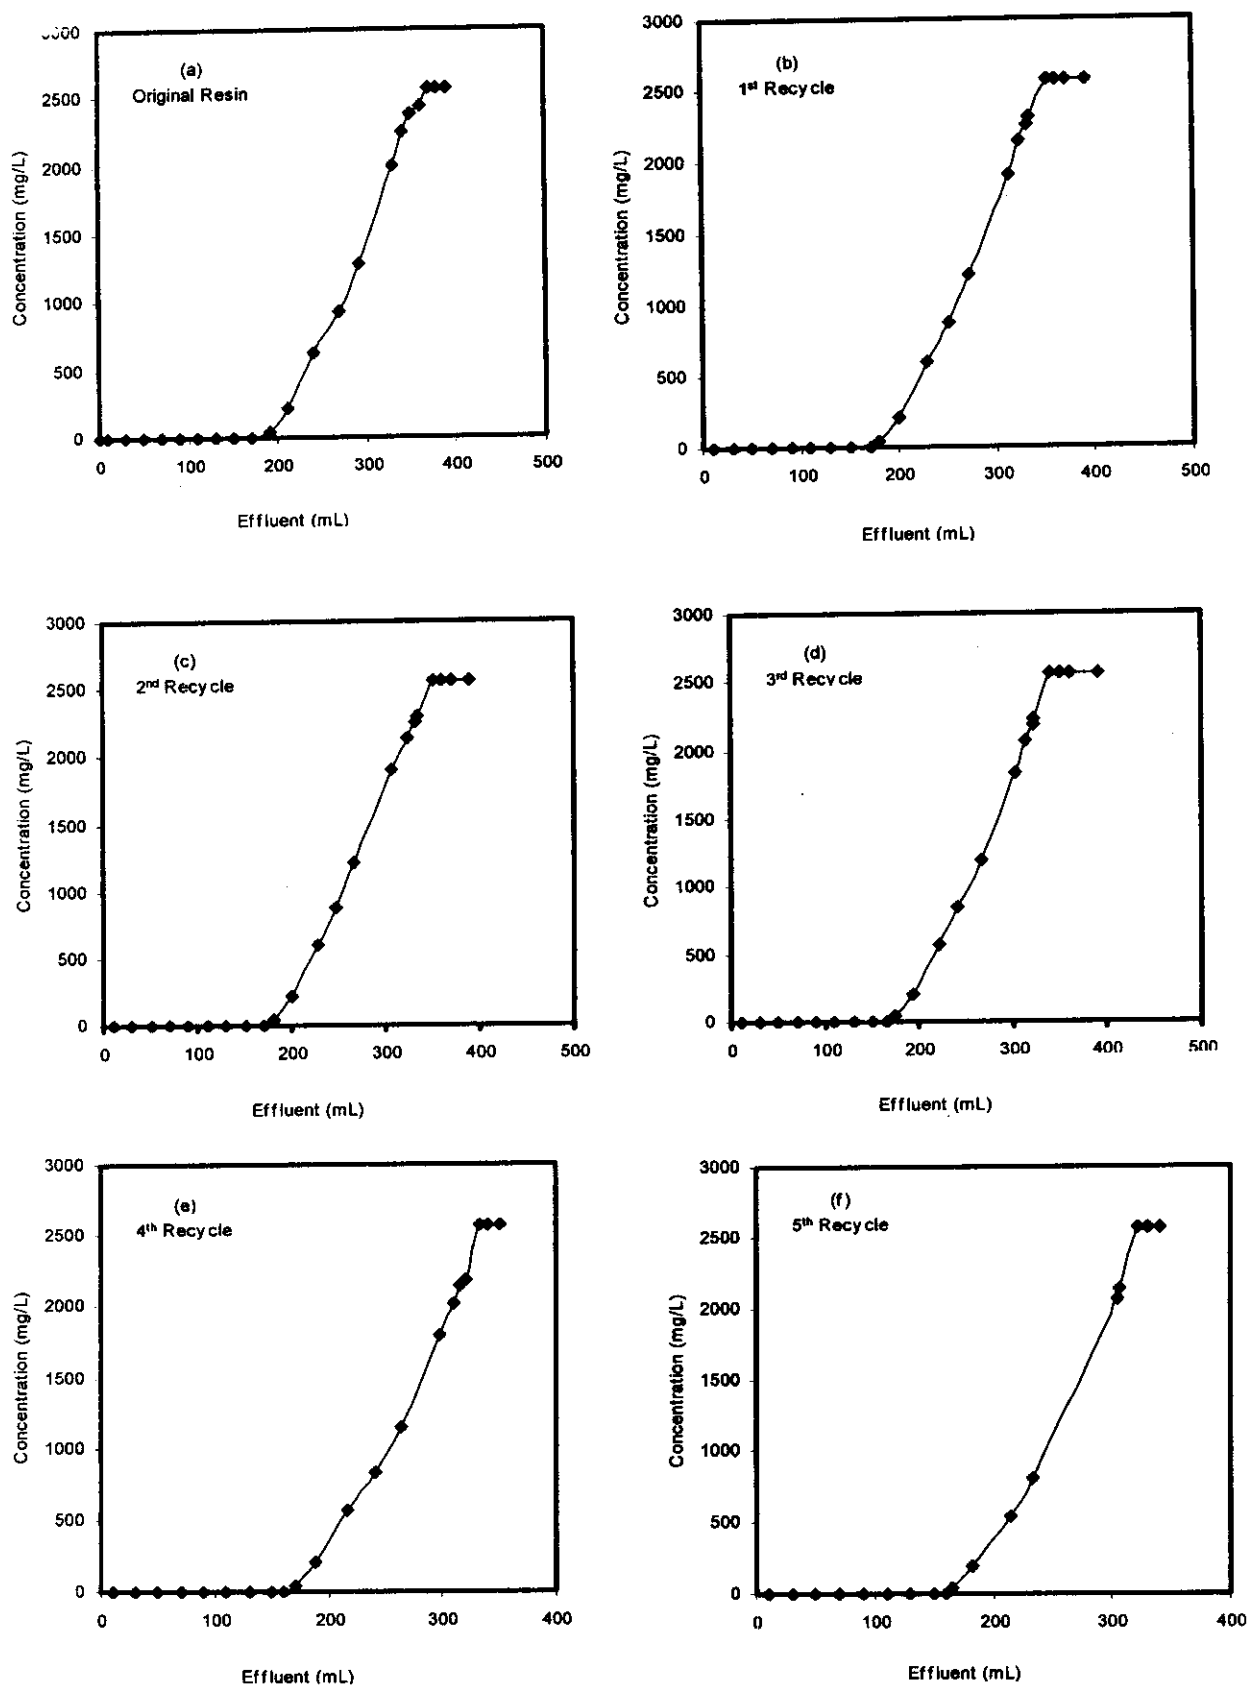 3000
2500
2000
1500
1000
500
0
Concentration (mg/L)
(a)
Original Resin
0 100 200 300 400 500
Effluent (mL)
3000
2500
2000
1500
1000
500
0
Concentration (mg/L)
(b)
1st Recycle
0 100 200 300 400 500
Effluent (mL)
3000
2500
2000
1500
1000
500
0
Concentration (mg/L)
(c)
2nd Recycle
0 100 200 300 400 500
Effluent (mL)
3000
2500
2000
1500
1000
500
0
Concentration (mg/L)
(d)
3rd Recycle
0 100 200 300 400 500
Effluent (mL)
3000
2500
2000
1500
1000
500
0
Concentration (mg/L)
(e)
4th Recycle
0 100 200 300 400
Effluent (mL)
3000
2500
2000
1500
1000
500
0
Concentration (mg/L)
(f)
5th Recycle
0 100 200 300 400
Effluent (mL)